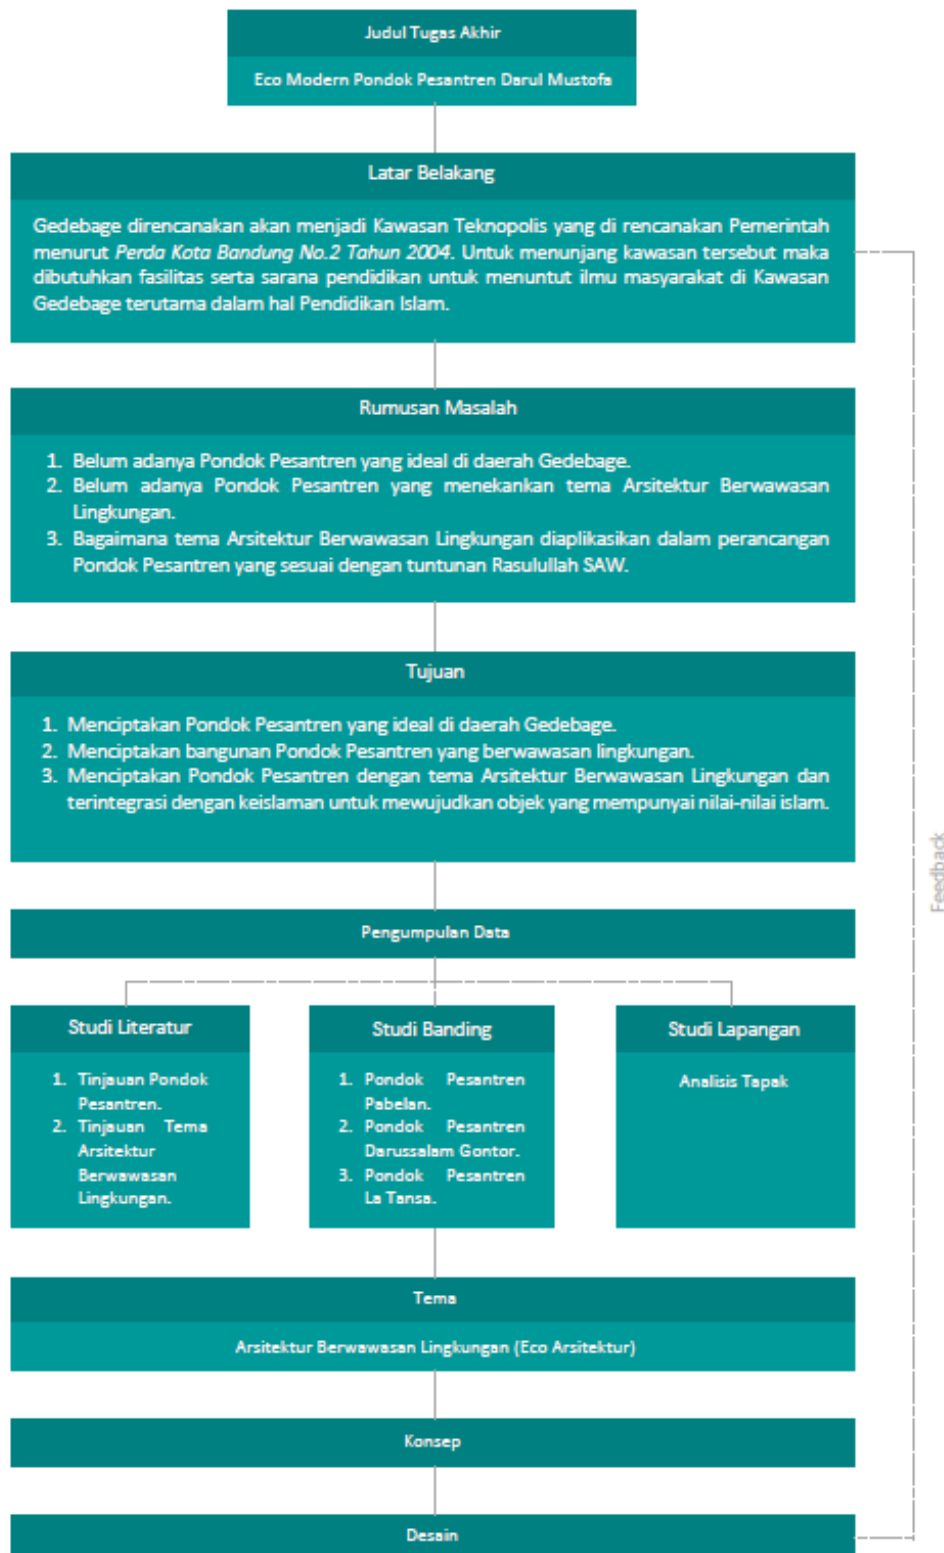 Judul Tugas Akhir
Eco Modern Pondok Pesantren Darul Mustofa
Latar Belakang
Gedebage direncanakan akan menjadi Kawasan Teknopolis yang di rencanakan Pemerintah
menurut Perda Kota Bandung No.2 Tahun 2004. Untuk menunjang kawasan tersebut maka
dibutuhkan fasilitas serta sarana pendidikan untuk menuntut ilmu masyarakat di Kawasan
Gedebage terutama dalam hal Pendidikan Islam.
Rumusan Masalah
1. Belum adanya Pondok Pesantren yang ideal di daerah Gedebage.
2. Belum adanya Pondok Pesantren yang menekankan tema Arsitektur Berwawasan
Lingkungan.
3. Bagaimana tema Arsitektur Berwawasan Lingkungan diaplikasikan dalam perancangan
Pondok Pesantren yang sesuai dengan tuntunan Rasulullah SAW.
Tujuan
1. Menciptakan Pondok Pesantren yang ideal di daerah Gedebage.
2. Menciptakan bangunan Pondok Pesantren yang berwawasan lingkungan.
3. Menciptakan Pondok Pesantren dengan tema Arsitektur Berwawasan Lingkungan dan
terintegrasi dengan keislaman untuk mewujudkan objek yang mempunyai nilai-nilai islam.
Feedback
Pengumpulan Data
Studi Literatur
1. Tinjauan Pondok
Pesantren.
2. Tinjauan Tema
Arsitektur
Berwawasan
Lingkungan.
Studi Banding
1. Pondok Pesantren
Pabelan.
2. Pondok Pesantren
Darussalam Gontor.
3. Pondok Pesantren
La Tansa.
Studi Lapangan
Analisis Tapak
Tema
Arsitektur Berwawasan Lingkungan (Eco Arsitektur)
Konsep
Desain